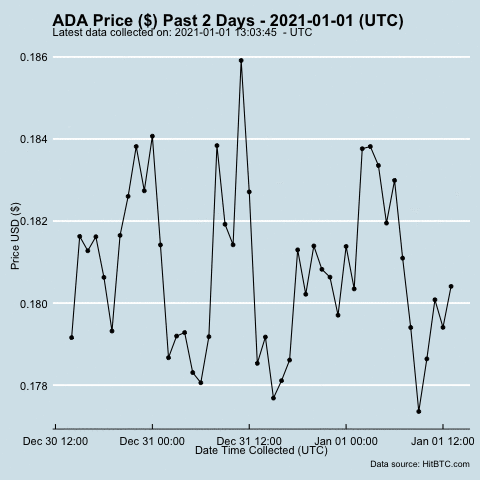 ADA Price ($) Past 2 Days - 2021-01-01 (UTC)
Latest data collected on: 2021-01-01 13:03:45 - UTC
0.186
0.184
0.182
0.180
0.178
Price USD ($)
Dec 30 12:00 Dec 31 00:00 Dec 31 12:00 Jan 01 00:00 Jan 01 12:00
Date Time Collected (UTC)
Data source: HitBTC.com